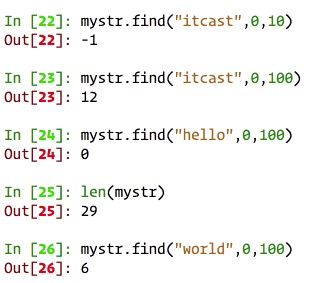 In [22]: mystr.find("itcast",0,10)
Out[22]: -1
In [23]: mystr.find("itcast",0,100)
Out[23]: 12
In [24]: mystr.find("hello",0,100)
Out[24]: 0
In [25]: len(mystr)
Out[25]: 29
In [26]: mystr.find("world",0,100)
Out[26]: 6